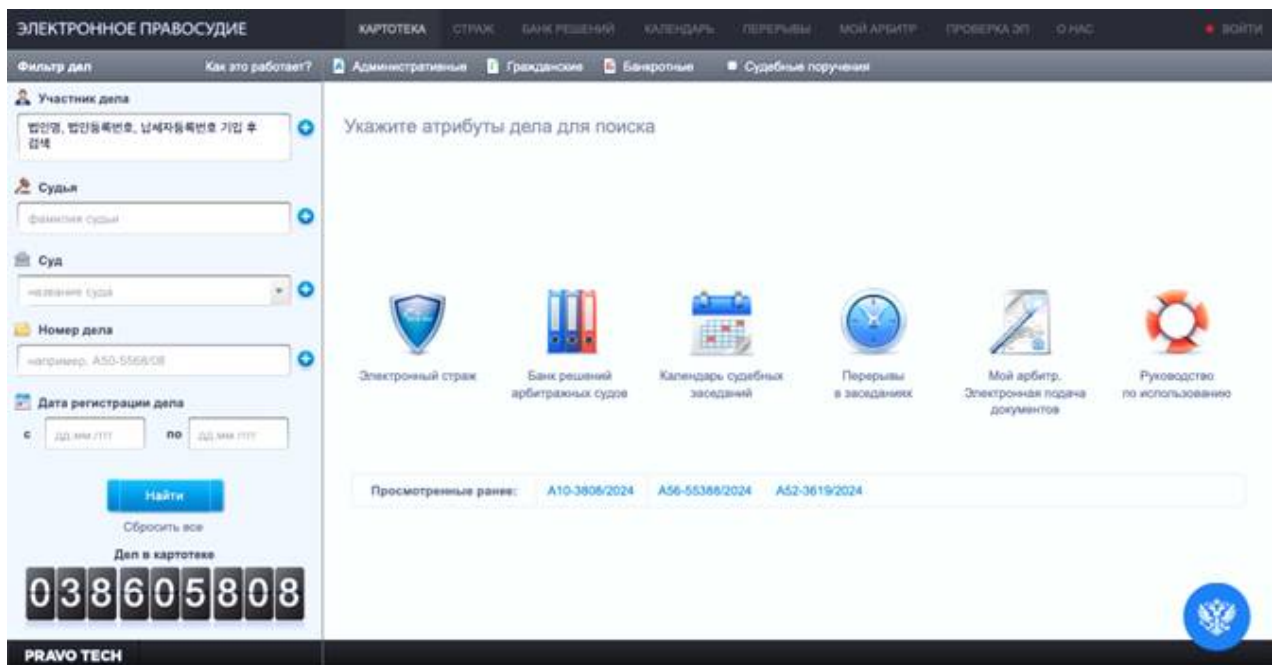 ЭЛЕКТРОННОЕ ПРАВОСУДИЕ
КАРТОТЕКА СТРАЖ БАНК РЕШЕНИЙ КАЛЕНДАРЬ ПЕРЕРЫВЫ МОЙ АРБИТР ПРОВЕРКА ЭП О НАС ВОЙТИ
Фильтр дел Как это работает? Административные Гражданские Банкротные Судебные поручения
Участник дела
법인명, 법인등록번호, 납세자등록번호 기입 후
검색
Укажите атрибуты дела для поиска
Судья
фамилия судьи
Суд
название суда
Номер дела
например, А50-5568/08
Дата регистрации дела
с дд.мм.гггг по дд.мм.гггг
Найти
Сбросить все
Дел в картотеке
038605808
Электронный страж
Банк решений
арбитражных судов
Календарь судебных
заседаний
Перерывы
в заседаниях
Мой арбитр.
Электронная подача
документов
Руководство
по использованию
Просмотренные ранее: А10-3806/2024 А56-55388/2024 А52-3619/2024
PRAVO TECH